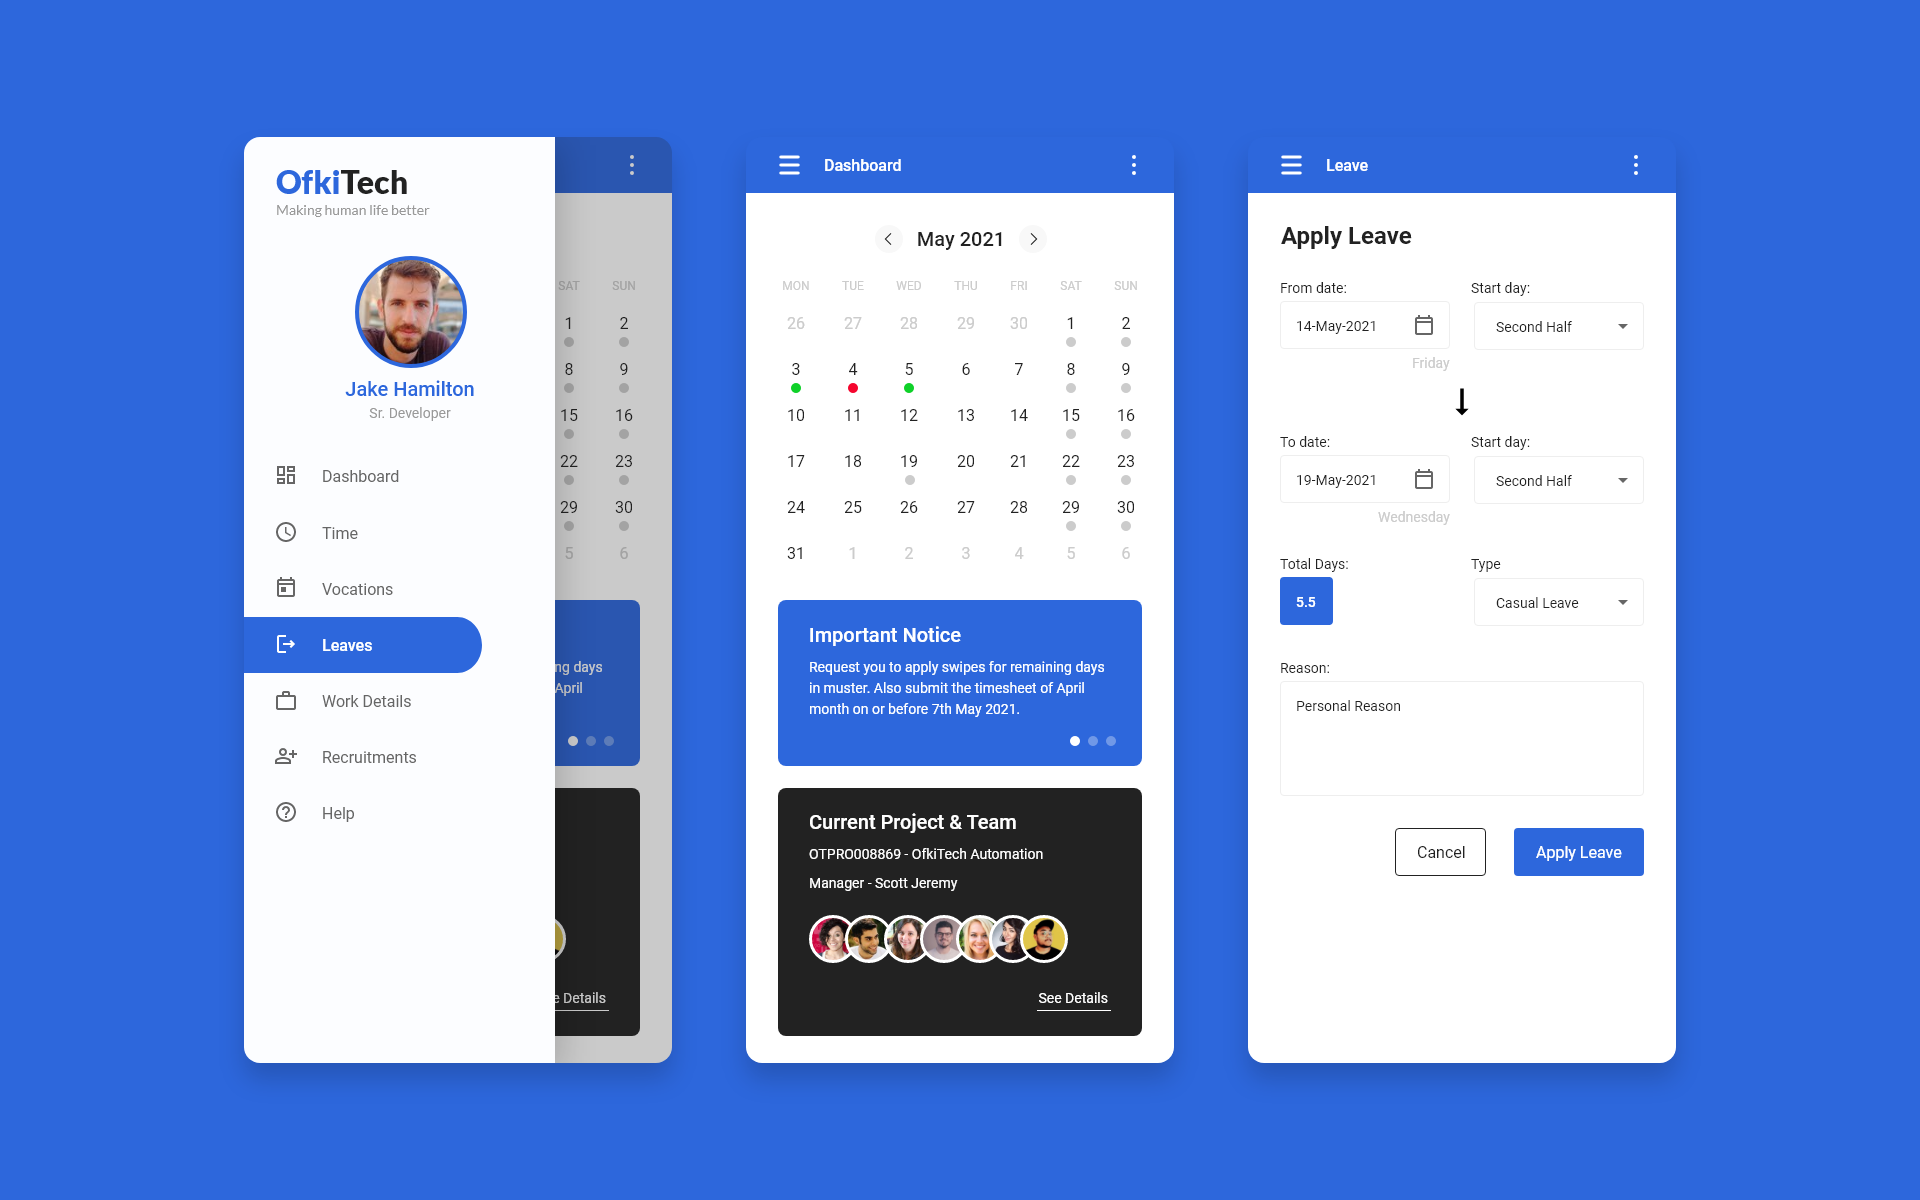 OfkiTech
Making human life better
Jake Hamilton
Sr. Developer
Dashboard
Time
Vocations
Leaves
Work Details
Recruitments
Help
SAT SUN
1 2
8 9
15 16
22 23
29 30
5 6
ng days
April
e Details
Dashboard
May 2021
MON TUE WED THU FRI SAT SUN
26 27 28 29 30 1 2
3 4 5 6 7 8 9
10 11 12 13 14 15 16
17 18 19 20 21 22 23
24 25 26 27 28 29 30
31 1 2 3 4 5 6
Important Notice
Request you to apply swipes for remaining days
in muster. Also submit the timesheet of April
month on or before 7th May 2021.
Current Project & Team
OTPRO008869 - OfkiTech Automation
Manager - Scott Jeremy
See Details
Leave
Apply Leave
From date: Start day:
14-May-2021 Second Half
Friday
To date: Start day:
19-May-2021 Second Half
Wednesday
Total Days: Type
5.5 Casual Leave
Reason:
Personal Reason
Cancel Apply Leave